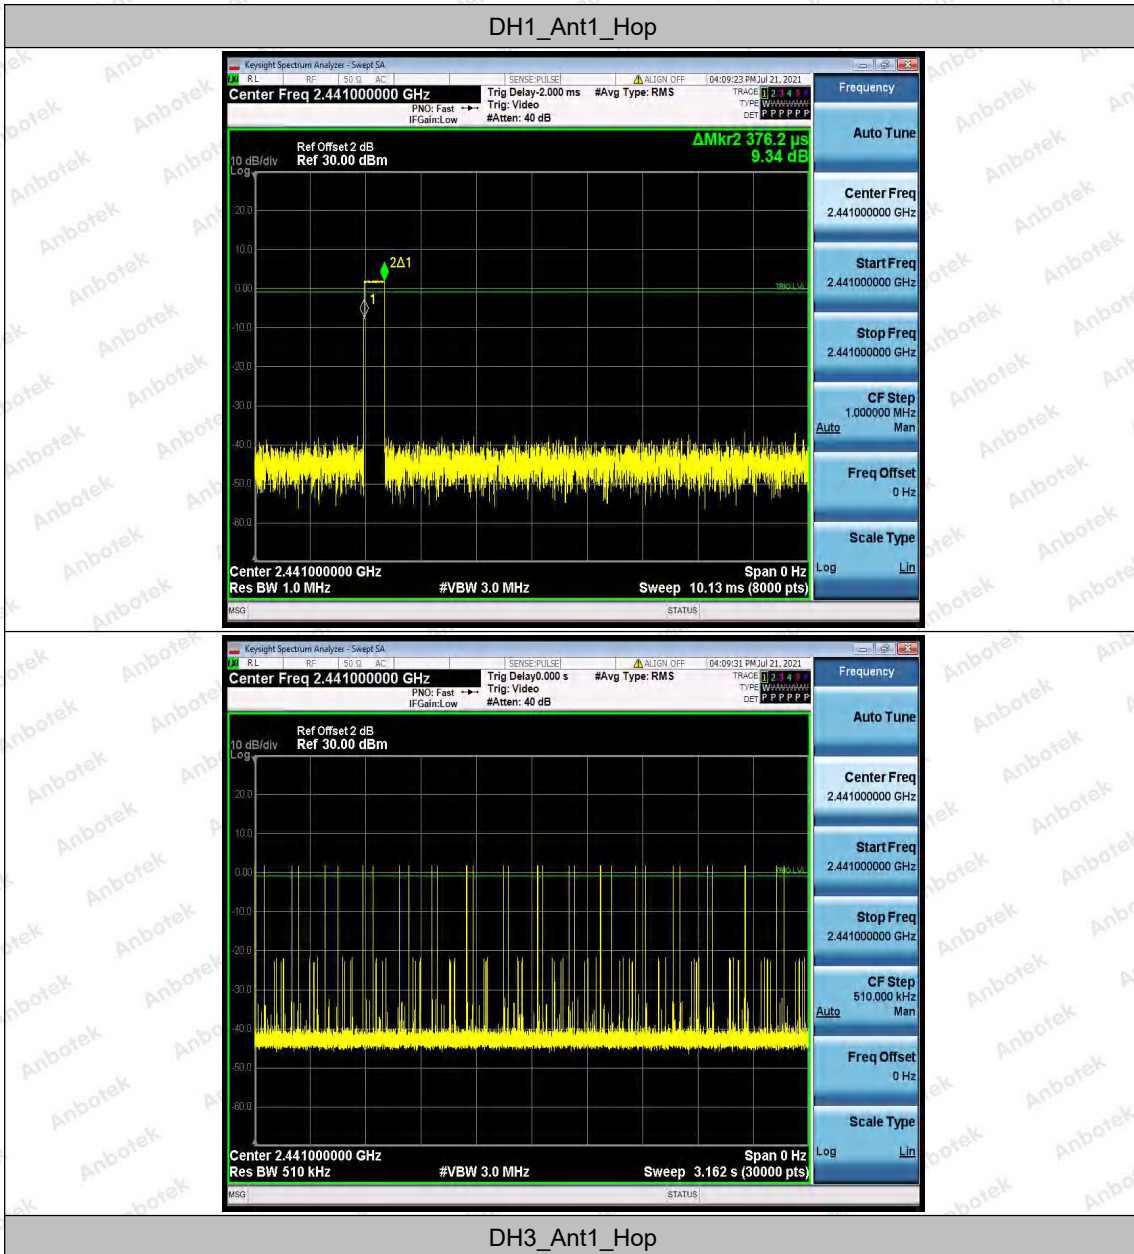 DH1_Ant1_Hop
Keysight Spectrum Analyzer - Swept SA
RL RF 50 Ω AC SENSE:PULSE ALIGN OFF 04:09:23 PM Jul 21, 2021
Center Freq 2.441000000 GHz
PNO: Fast
IFGain:Low
Trig Delay-2.000 ms
Trig: Video
#Atten: 40 dB
#Avg Type: RMS
TRACE 1 2 3 4 5 6
TYPE W
DET P P P P P P
ΔMkr2 376.2 µs
9.34 dB
Ref Offset 2 dB
10 dB/div Ref 30.00 dBm
Log
20.0
10.0
2Δ1
0.00
TRIG LVL
1
-10.0
-20.0
-30.0
-40.0
-50.0
-60.0
Center 2.441000000 GHz Span 0 Hz
Res BW 1.0 MHz #VBW 3.0 MHz Sweep 10.13 ms (8000 pts)
MSG STATUS
Frequency
Auto Tune
Center Freq
2.441000000 GHz
Start Freq
2.441000000 GHz
Stop Freq
2.441000000 GHz
CF Step
1.000000 MHz
Auto Man
Freq Offset
0 Hz
Scale Type
Log Lin
Keysight Spectrum Analyzer - Swept SA
RL RF 50 Ω AC SENSE:PULSE ALIGN OFF 04:09:31 PM Jul 21, 2021
Center Freq 2.441000000 GHz
PNO: Fast
IFGain:Low
Trig Delay0.000 s
Trig: Video
#Atten: 40 dB
#Avg Type: RMS
TRACE 1 2 3 4 5 6
TYPE W
DET P P P P P P
Ref Offset 2 dB
10 dB/div Ref 30.00 dBm
Log
20.0
10.0
0.00
TRIG LVL
-10.0
-20.0
-30.0
-40.0
-50.0
-60.0
Center 2.441000000 GHz Span 0 Hz
Res BW 510 kHz #VBW 3.0 MHz Sweep 3.162 s (30000 pts)
MSG STATUS
Frequency
Auto Tune
Center Freq
2.441000000 GHz
Start Freq
2.441000000 GHz
Stop Freq
2.441000000 GHz
CF Step
510.000 kHz
Auto Man
Freq Offset
0 Hz
Scale Type
Log Lin
DH3_Ant1_Hop